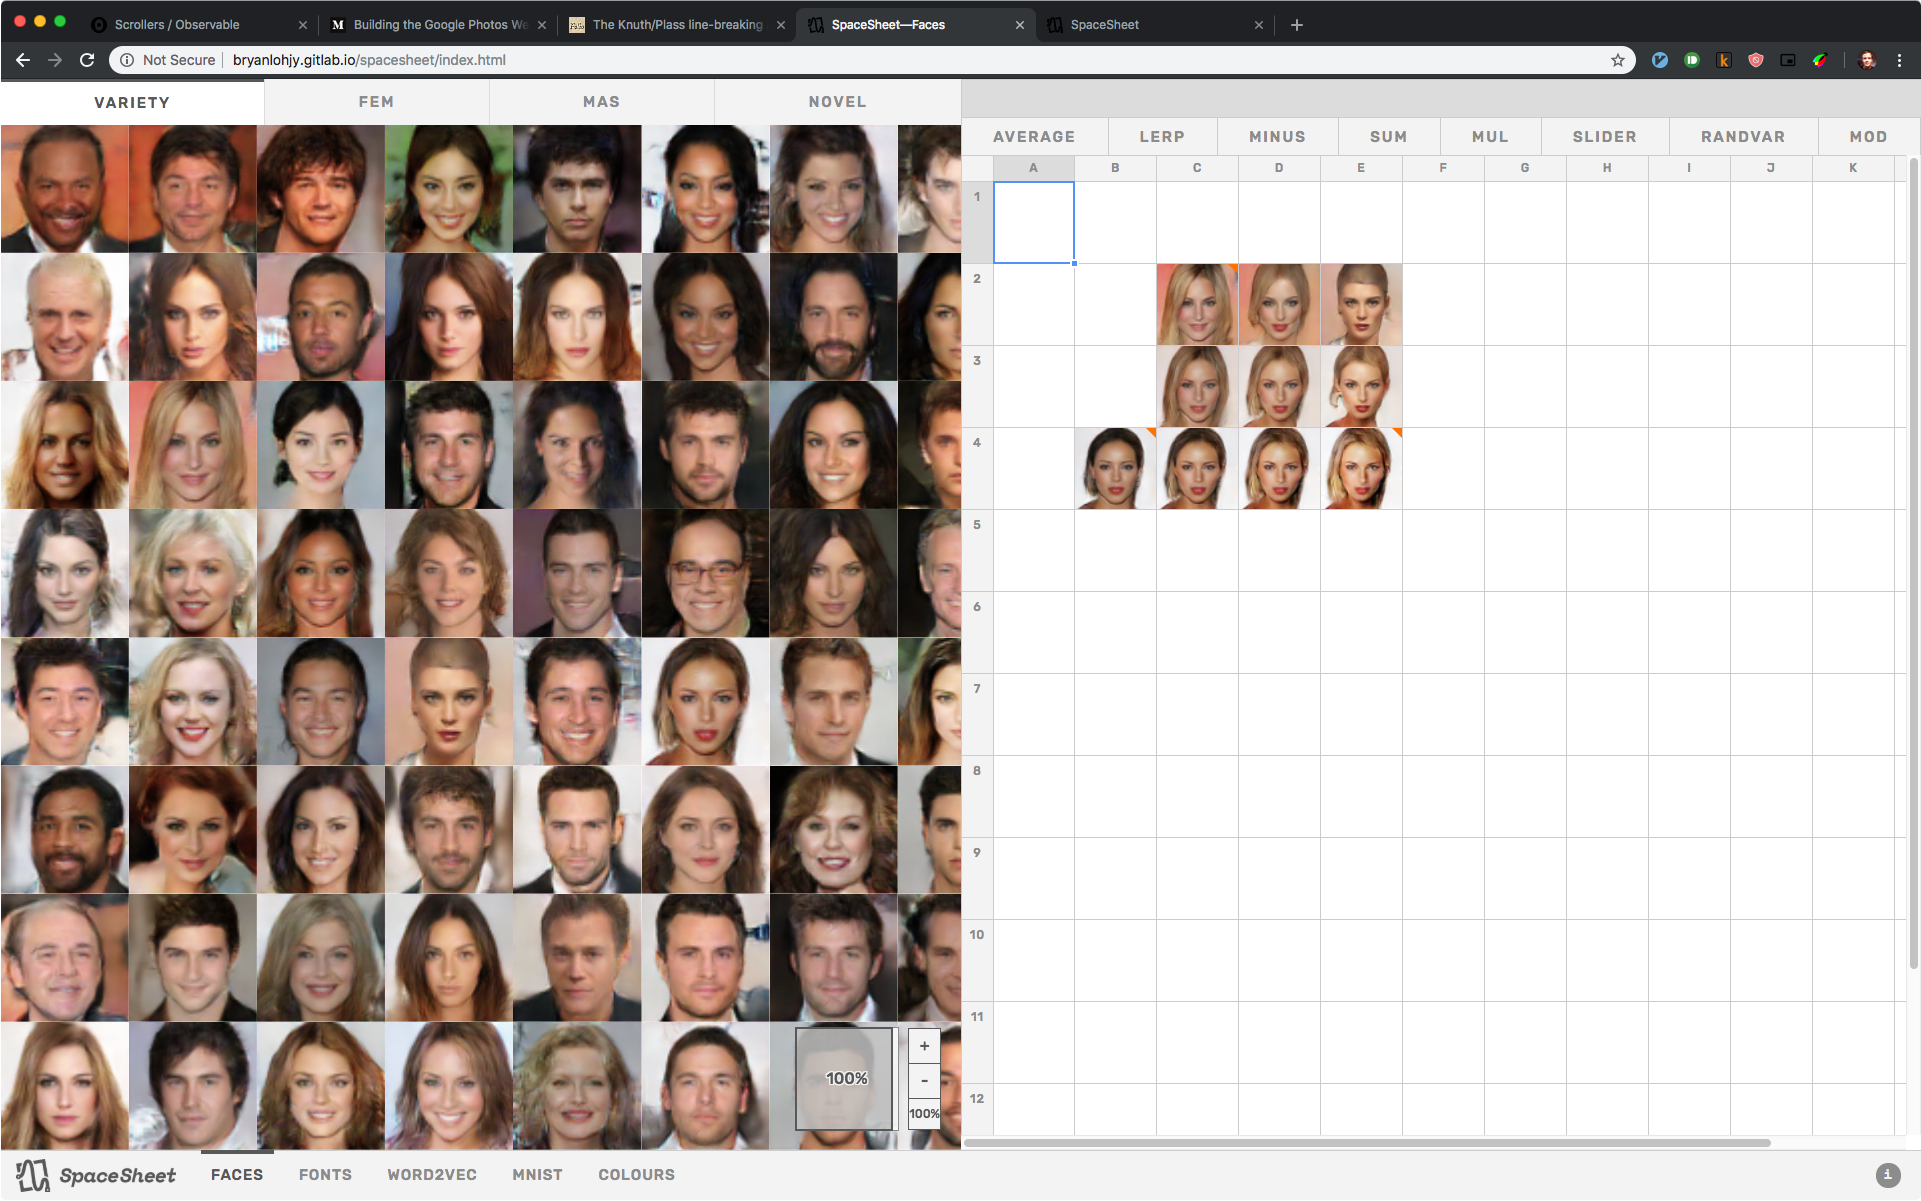 Scrollers / Observable
Building the Google Photos We
The Knuth/Plass line-breaking
SpaceSheet—Faces
SpaceSheet
Not Secure
bryanlohjy.gitlab.io/spacesheet/index.html
VARIETY
FEM
MAS
NOVEL
AVERAGE
LERP
MINUS
SUM
MUL
SLIDER
RANDVAR
MOD
A B C D E F G H I J K
1
2
3
4
5
6
7
8
9
10
11
12
100%
+
-
100%
SpaceSheet
FACES
FONTS
WORD2VEC
MNIST
COLOURS
i